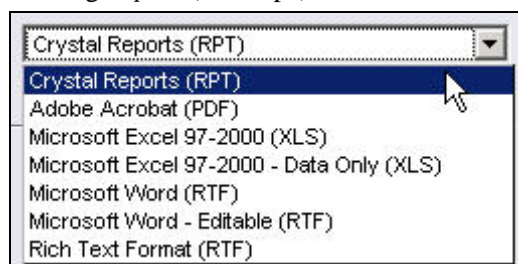 Crystal Reports (RPT)
Crystal Reports (RPT)
Adobe Acrobat (PDF)
Microsoft Excel 97-2000 (XLS)
Microsoft Excel 97-2000 - Data Only (XLS)
Microsoft Word (RTF)
Microsoft Word - Editable (RTF)
Rich Text Format (RTF)